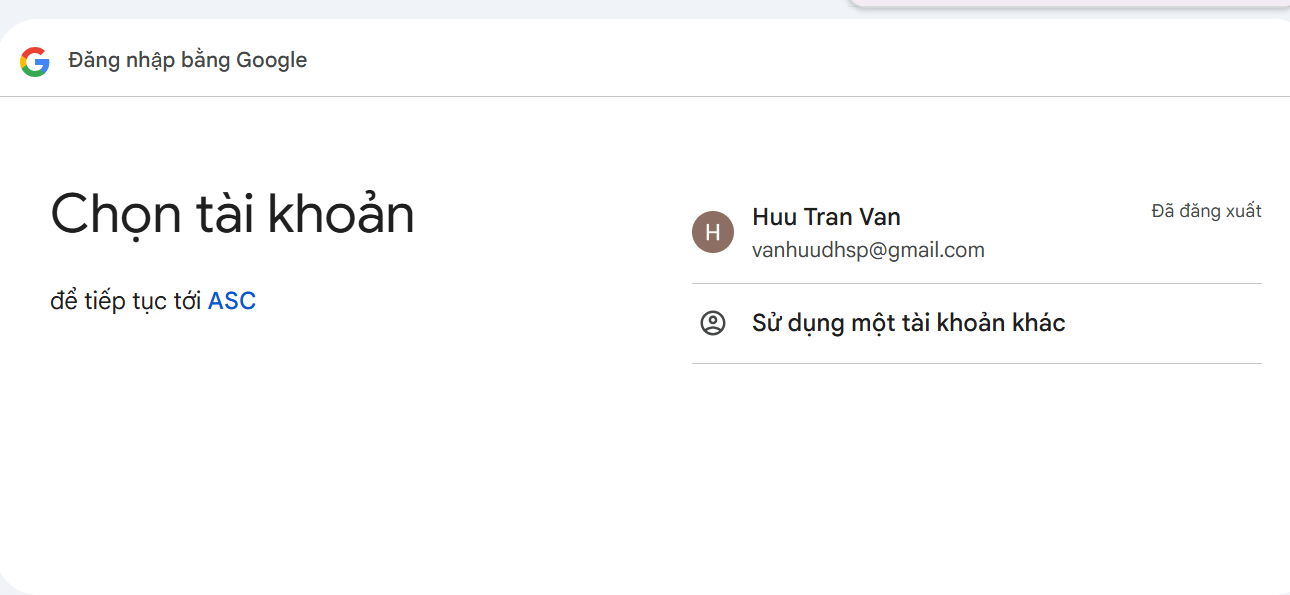 Đăng nhập bằng Google
Chọn tài khoản
để tiếp tục tới ASC
H
Huu Tran Van
Đã đăng xuất
vanhuudhsp@gmail.com
Sử dụng một tài khoản khác